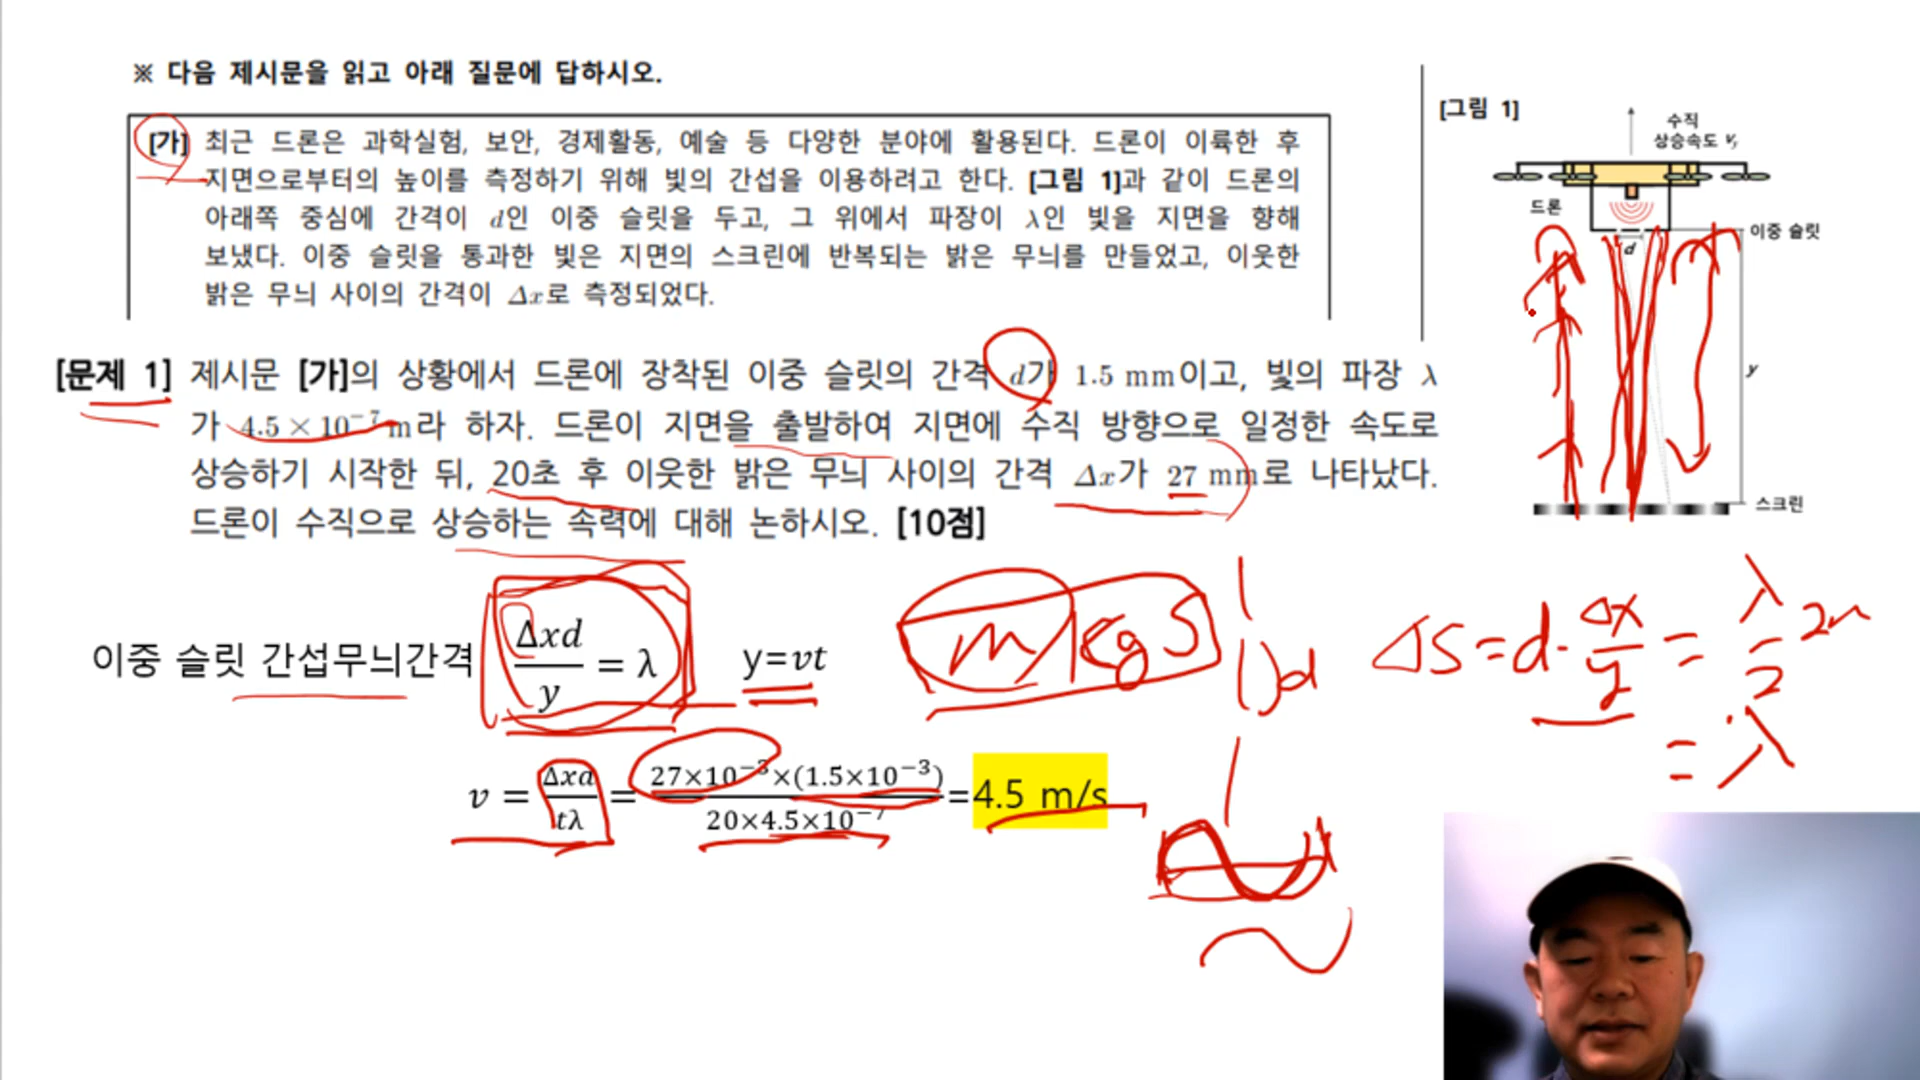 ※ 다음 제시문을 읽고 아래 질문에 답하시오.
[가] 최근 드론은 과학실험, 보안, 경제활동, 예술 등 다양한 분야에 활용된다. 드론이 이륙한 후
지면으로부터의 높이를 측정하기 위해 빛의 간섭을 이용하려고 한다. [그림 1]과 같이 드론의
아래쪽 중심에 간격이 d인 이중 슬릿을 두고, 그 위에서 파장이 λ인 빛을 지면을 향해
보냈다. 이중 슬릿을 통과한 빛은 지면의 스크린에 반복되는 밝은 무늬를 만들었고, 이웃한
밝은 무늬 사이의 간격이 Δx로 측정되었다.
[그림 1]
수직
상승속도 Vy
드론
이중 슬릿
d
y
스크린
[문제 1] 제시문 [가]의 상황에서 드론에 장착된 이중 슬릿의 간격 d가 1.5 mm이고, 빛의 파장 λ
가 4.5 × 10⁻⁷m라 하자. 드론이 지면을 출발하여 지면에 수직 방향으로 일정한 속도로
상승하기 시작한 뒤, 20초 후 이웃한 밝은 무늬 사이의 간격 Δx가 27 mm로 나타났다.
드론이 수직으로 상승하는 속력에 대해 논하시오. [10점]
이중 슬릿 간섭무늬간격 Δxd/y = λ y=vt
m kg S
d
ΔS = d · Δx/y = λ/2 2m
= λ
v = Δxd/tλ = 27×10⁻³×(1.5×10⁻³)/20×4.5×10⁻⁷ =4.5 m/s